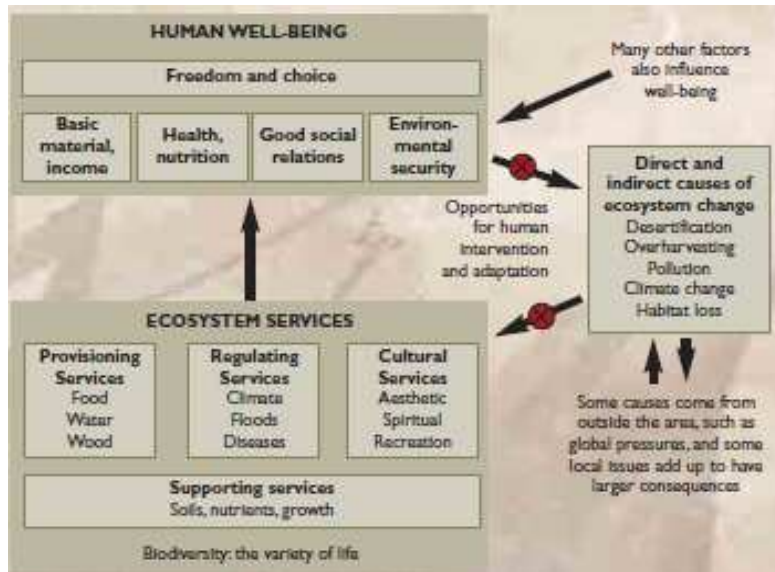 HUMAN WELL-BEING
Freedom and choice
Basic
material,
income
Health,
nutrition
Good social
relations
Environ-
mental
security
Many other factors
also influence
well-being
Opportunities
for human
intervention
and adaptation
Direct and
indirect causes of
ecosystem change
Desertification
Overharvesting
Pollution
Climate change
Habitat loss
ECOSYSTEM SERVICES
Provisioning
Services
Food
Water
Wood
Regulating
Services
Climate
Floods
Diseases
Cultural
Services
Aesthetic
Spiritual
Recreation
Supporting services
Soils, nutrients, growth
Biodiversity: the variety of life
Some causes come from
outside the area, such as
global pressures, and some
local issues add up to have
larger consequences